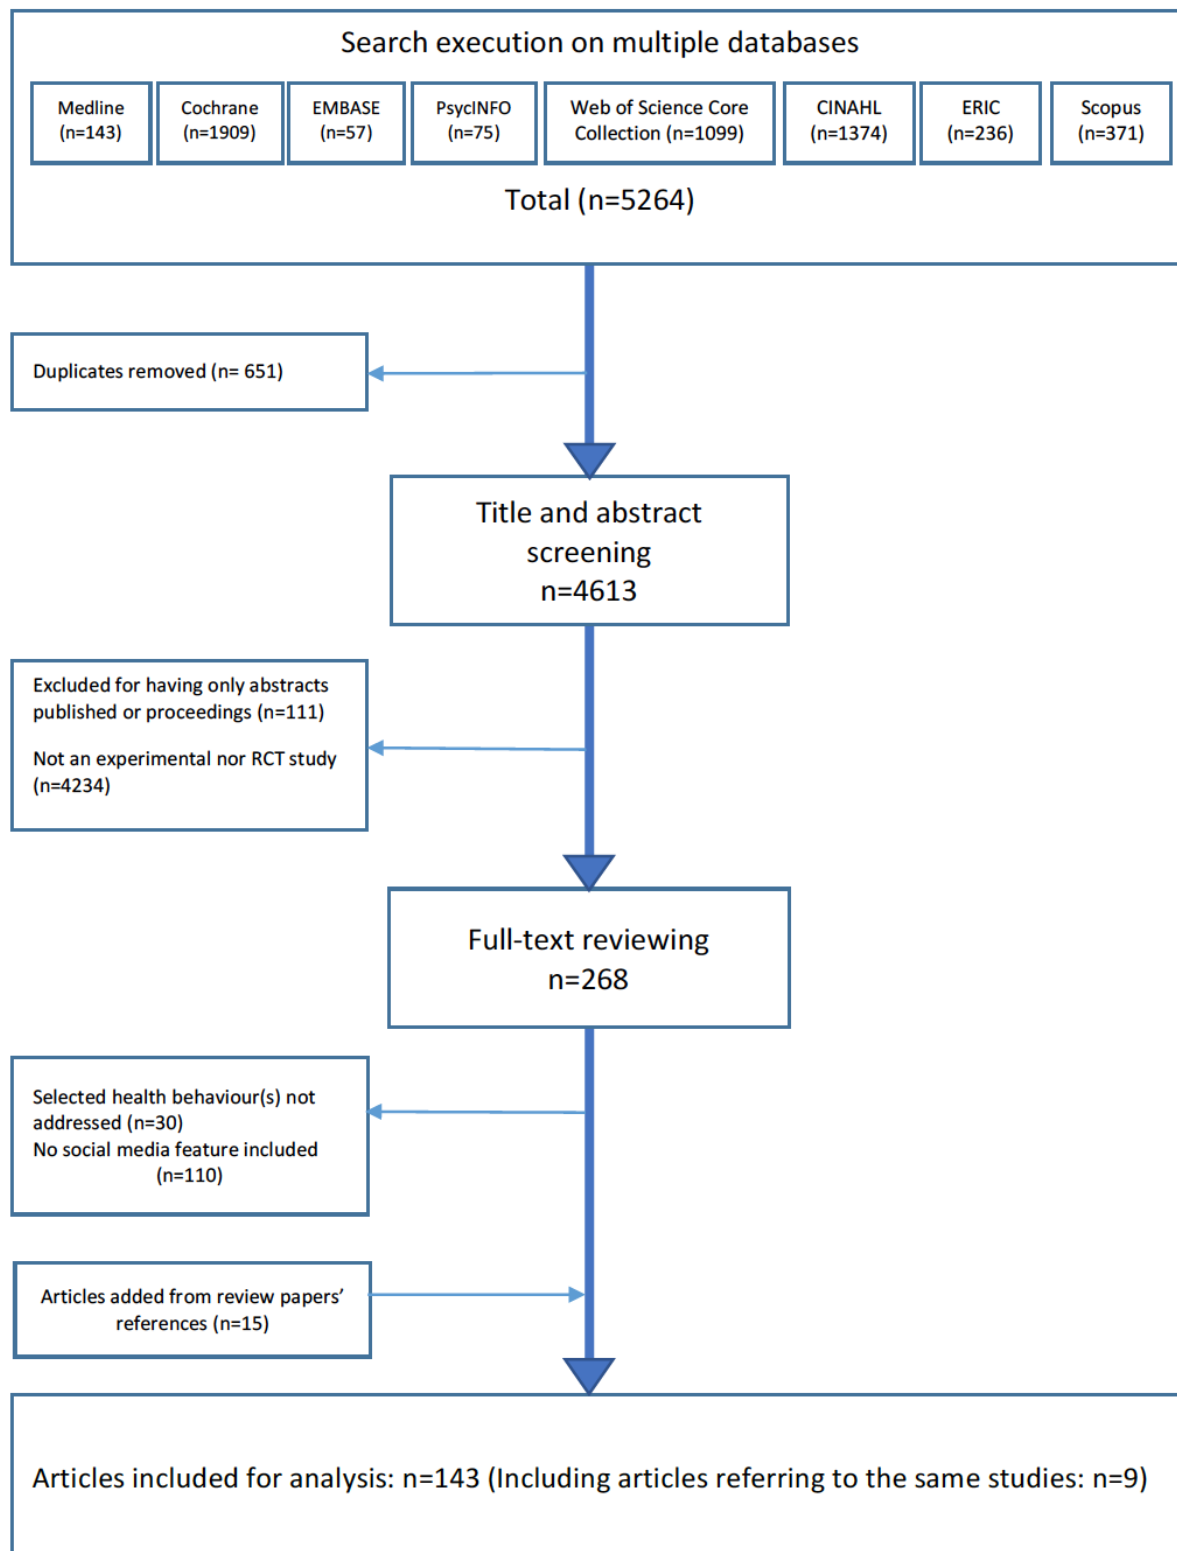 Search execution on multiple databases
Medline
(n=143)
Cochrane
(n=1909)
EMBASE
(n=57)
PsycINFO
(n=75)
Web of Science Core
Collection (n=1099)
CINAHL
(n=1374)
ERIC
(n=236)
Scopus
(n=371)
Total (n=5264)
Duplicates removed (n= 651)
Title and abstract
screening
n=4613
Excluded for having only abstracts
published or proceedings (n=111)
Not an experimental nor RCT study
(n=4234)
Full-text reviewing
n=268
Selected health behaviour(s) not
addressed (n=30)
No social media feature included
(n=110)
Articles added from review papers’
references (n=15)
Articles included for analysis: n=143 (Including articles referring to the same studies: n=9)